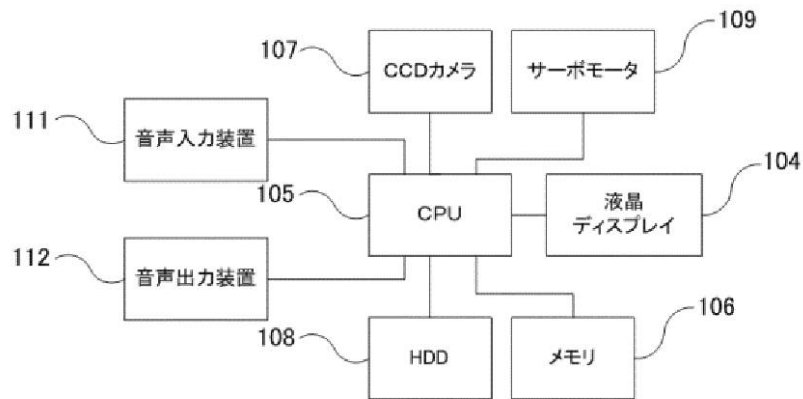 107
CCDカメラ
109
サーボモータ
111
音声入力装置
105
CPU
104
液晶
ディスプレイ
112
音声出力装置
108
HDD
106
メモリ